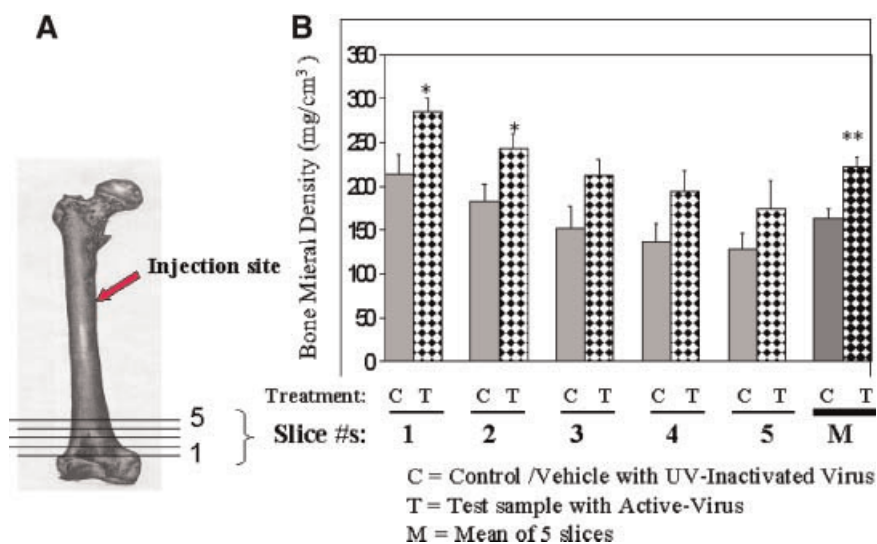 A
B
Bone Mieral Density (mg/cm³)
350
300
250
200
150
100
50
0
* * **
Injection site
5
1
Treatment: C T C T C T C T C T C T
Slice #s: 1 2 3 4 5 M
C = Control /Vehicle with UV-Inactivated Virus
T = Test sample with Active-Virus
M = Mean of 5 slices